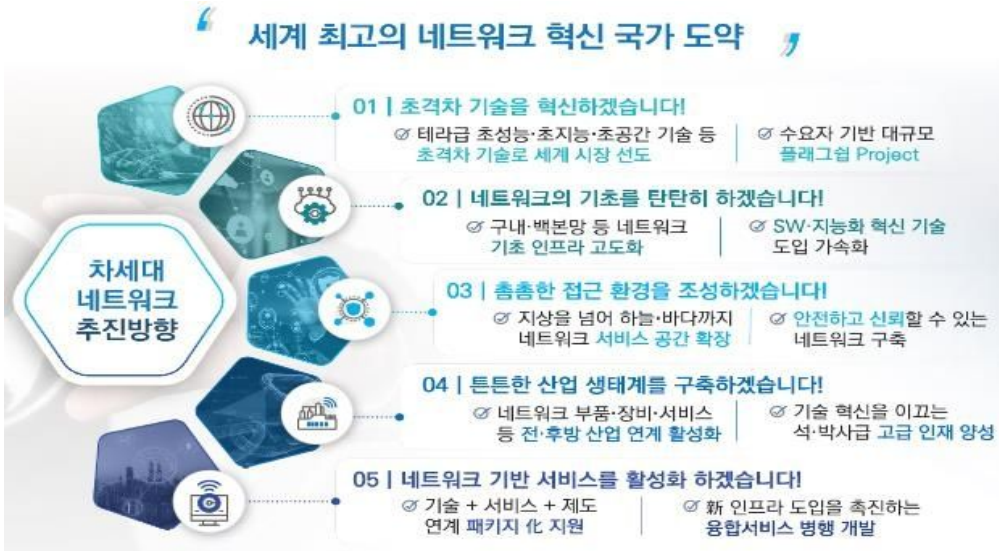 세계 최고의 네트워크 혁신 국가 도약
차세대
네트워크
추진방향
01 | 초격차 기술을 혁신하겠습니다!
테라급 초성능·초지능·초공간 기술 등
초격차 기술로 세계 시장 선도
수요자 기반 대규모
플래그쉽 Project
02 | 네트워크의 기초를 탄탄히 하겠습니다!
구내·백본망 등 네트워크
기초 인프라 고도화
SW·지능화 혁신 기술
도입 가속화
03 | 촘촘한 접근 환경을 조성하겠습니다!
지상을 넘어 하늘·바다까지
네트워크 서비스 공간 확장
안전하고 신뢰할 수 있는
네트워크 구축
04 | 튼튼한 산업 생태계를 구축하겠습니다!
네트워크 부품·장비·서비스
등 전·후방 산업 연계 활성화
기술 혁신을 이끄는
석·박사급 고급 인재 양성
05 | 네트워크 기반 서비스를 활성화 하겠습니다!
기술 + 서비스 + 제도
연계 패키지 化 지원
新 인프라 도입을 촉진하는
융합서비스 병행 개발